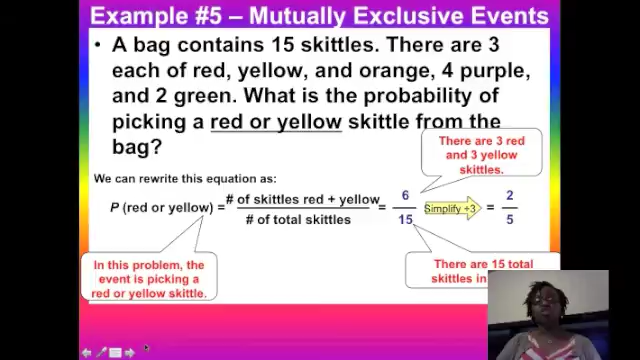 Example #5 – Mutually Exclusive Events
• A bag contains 15 skittles. There are 3
each of red, yellow, and orange, 4 purple,
and 2 green. What is the probability of
picking a red or yellow skittle from the
bag?
There are 3 red
and 3 yellow
skittles.
We can rewrite this equation as:
P (red or yellow) = # of skittles red + yellow / # of total skittles = 6 / 15 Simplify ÷3 = 2 / 5
In this problem, the
event is picking a
red or yellow skittle.
There are 15 total
skittles in